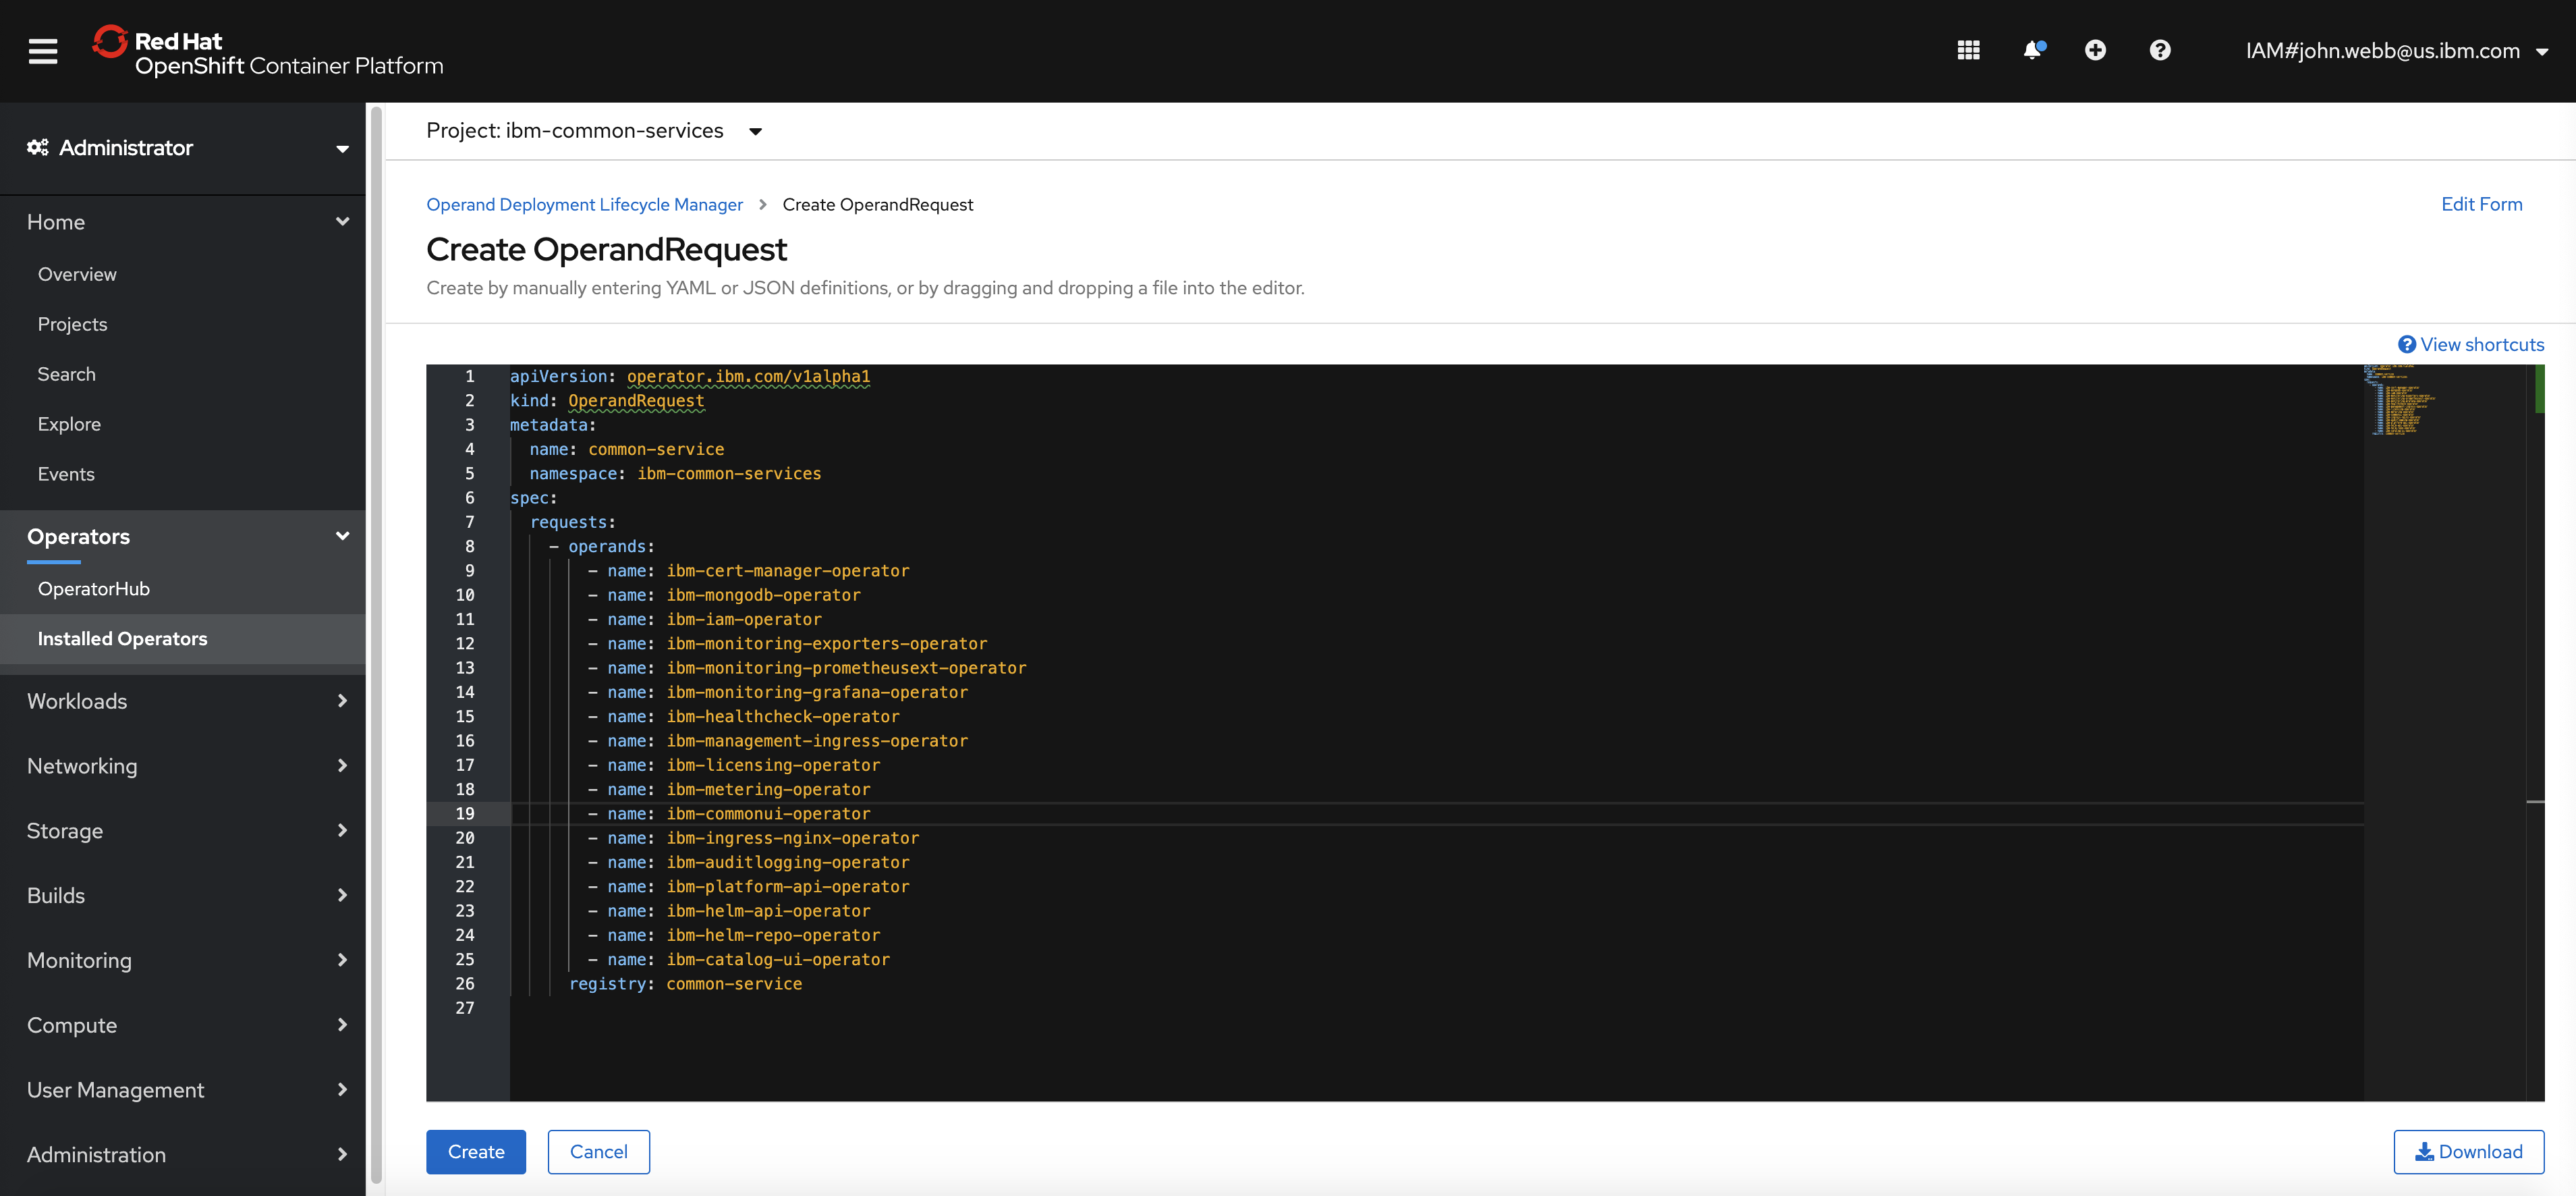 Red Hat
OpenShift Container Platform
IAM#john.webb@us.ibm.com
Administrator
Home
Overview
Projects
Search
Explore
Events
Operators
OperatorHub
Installed Operators
Workloads
Networking
Storage
Builds
Monitoring
Compute
User Management
Administration
Project: ibm-common-services
Operand Deployment Lifecycle Manager > Create OperandRequest
Edit Form
Create OperandRequest
Create by manually entering YAML or JSON definitions, or by dragging and dropping a file into the editor.
View shortcuts
1 apiVersion: operator.ibm.com/v1alpha1
2 kind: OperandRequest
3 metadata:
4   name: common-service
5   namespace: ibm-common-services
6 spec:
7   requests:
8     - operands:
9         - name: ibm-cert-manager-operator
10         - name: ibm-mongodb-operator
11         - name: ibm-iam-operator
12         - name: ibm-monitoring-exporters-operator
13         - name: ibm-monitoring-prometheusext-operator
14         - name: ibm-monitoring-grafana-operator
15         - name: ibm-healthcheck-operator
16         - name: ibm-management-ingress-operator
17         - name: ibm-licensing-operator
18         - name: ibm-metering-operator
19         - name: ibm-commonui-operator
20         - name: ibm-ingress-nginx-operator
21         - name: ibm-auditlogging-operator
22         - name: ibm-platform-api-operator
23         - name: ibm-helm-api-operator
24         - name: ibm-helm-repo-operator
25         - name: ibm-catalog-ui-operator
26       registry: common-service
27
Create
Cancel
Download